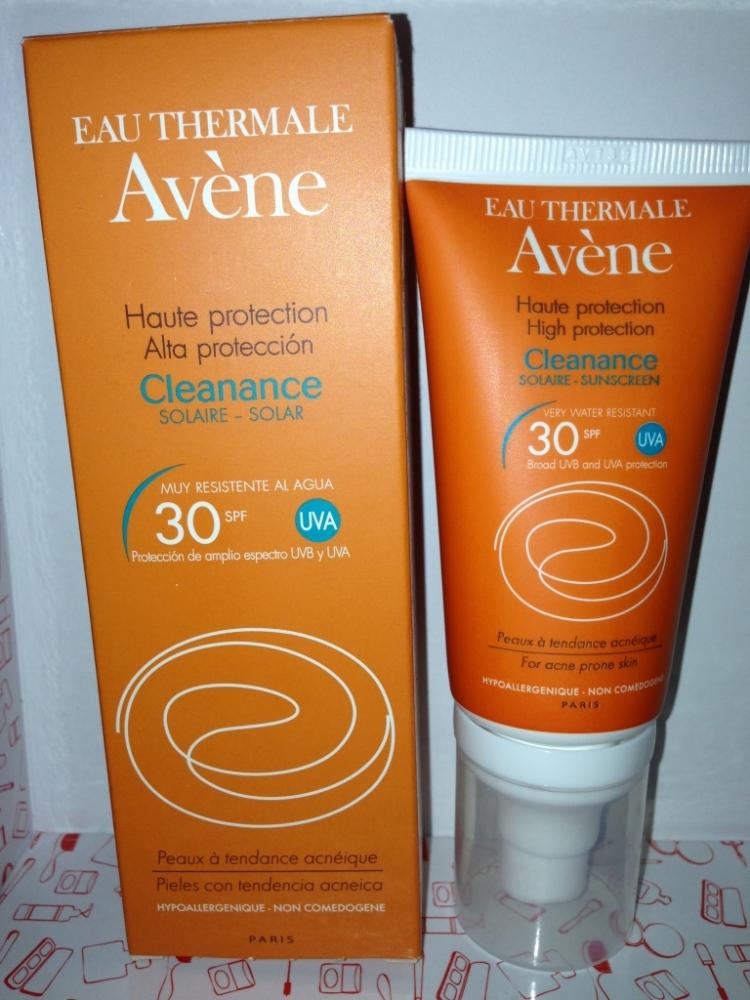 EAU THERMALE
Avène
Haute protection
Alta protección
Cleanance
SOLAIRE – SOLAR
MUY RESISTENTE AL AGUA
30 SPF UVA
Protección de amplio espectro UVB y UVA
Peaux à tendance acnéique
Pieles con tendencia acneica
HYPOALLERGENIQUE - NON COMEDOGENE
PARIS
EAU THERMALE
Avène
Haute protection
High protection
Cleanance
SOLAIRE - SUNSCREEN
VERY WATER RESISTANT
30 SPF UVA
Broad UVB and UVA protection
Peaux à tendance acnéique
For acne prone skin
HYPOALLERGENIQUE - NON COMEDOGENE
PARIS